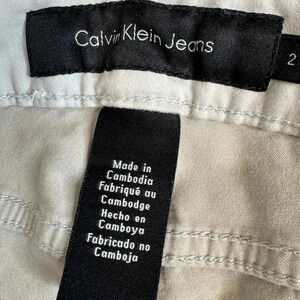 Calvin Klein Jeans
2
Made in
Cambodia
Fabriqué au
Cambodge
Hecho en
Camboya
Fabricado no
Camboja